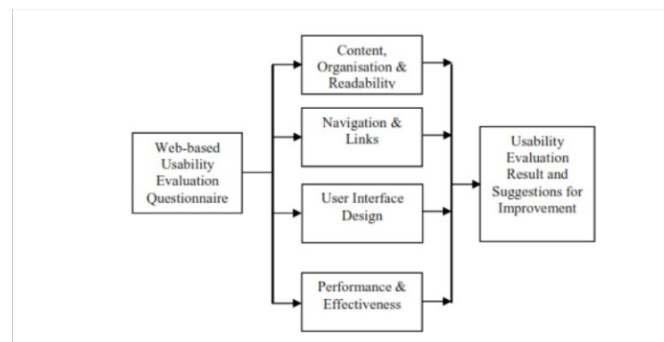 Content,
Organisation &
Readability
Navigation &
Links
Web-based
Usability
Evaluation
Questionnaire
User Interface
Design
Performance &
Effectiveness
Usability
Evaluation
Result and
Suggestions for
Improvement